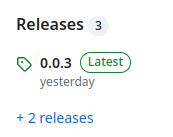 Releases 3
0.0.3 Latest
yesterday
+ 2 releases